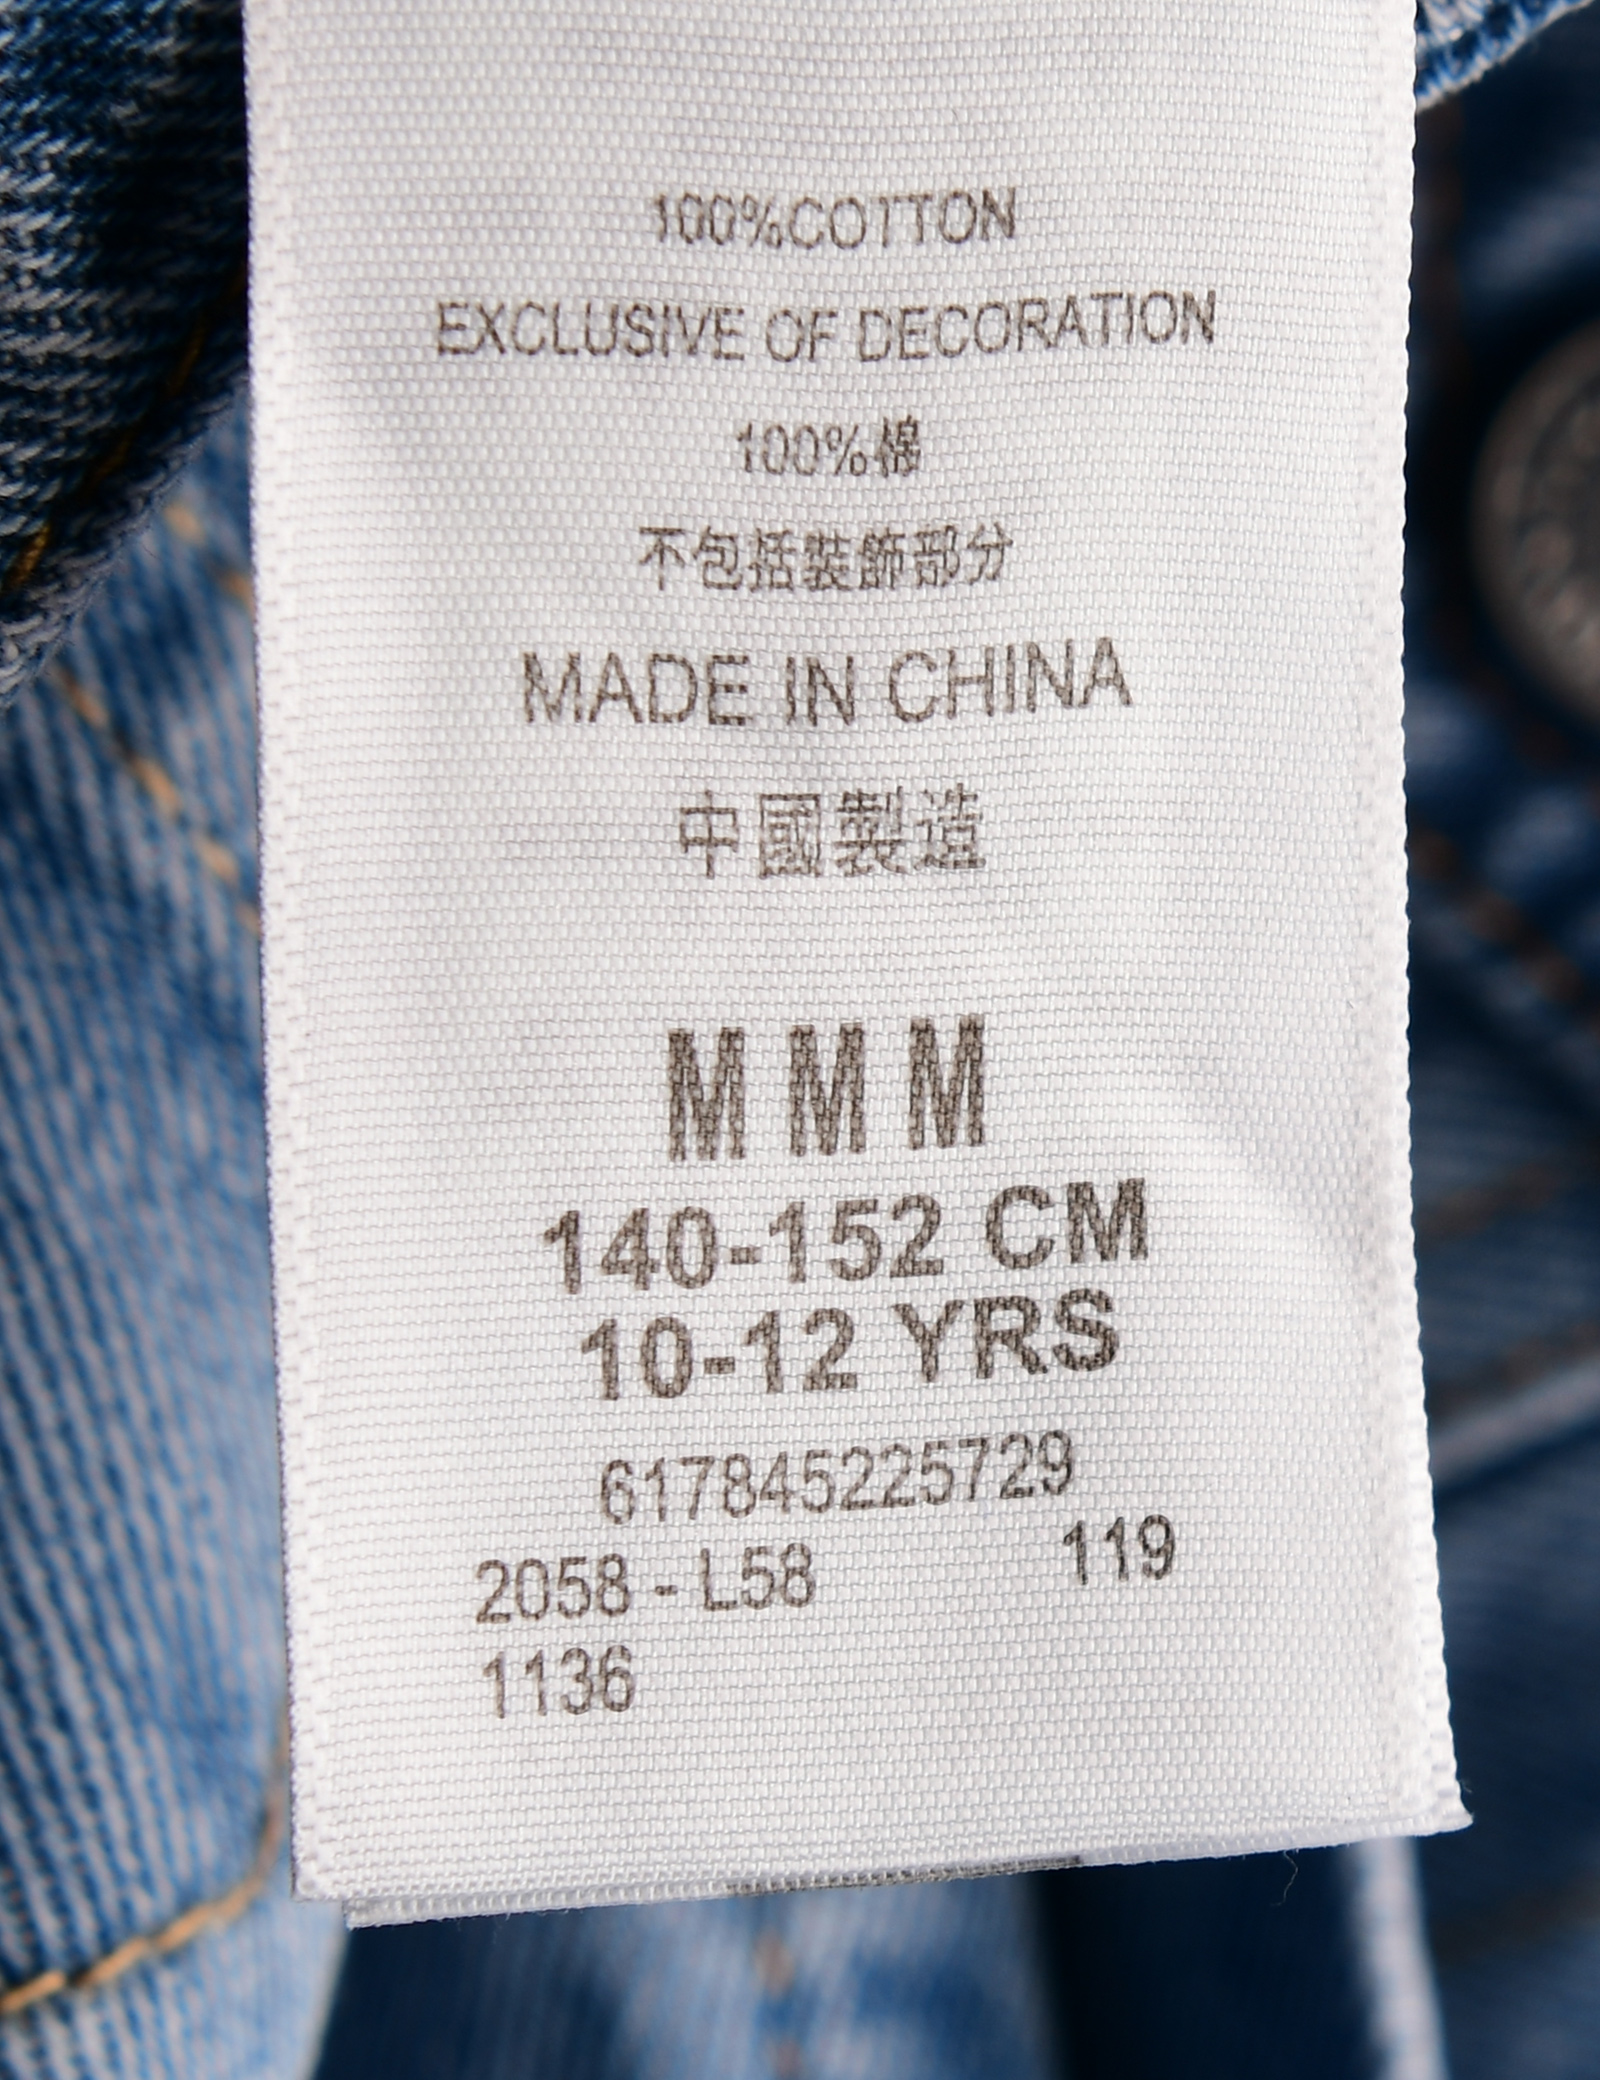 100%COTTON
EXCLUSIVE OF DECORATION
100%棉
不包括裝飾部分
MADE IN CHINA
中國製造
M M M
140-152 CM
10-12 YRS
617845225729
2058 - L58 119
1136